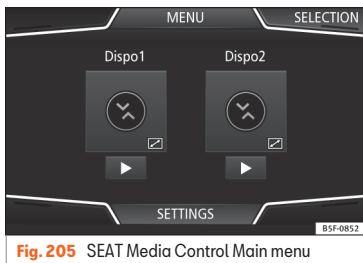 MENU SELECTION
Dispo1 Dispo2
SETTINGS
B5F-0852
Fig. 205 SEAT Media Control Main menu